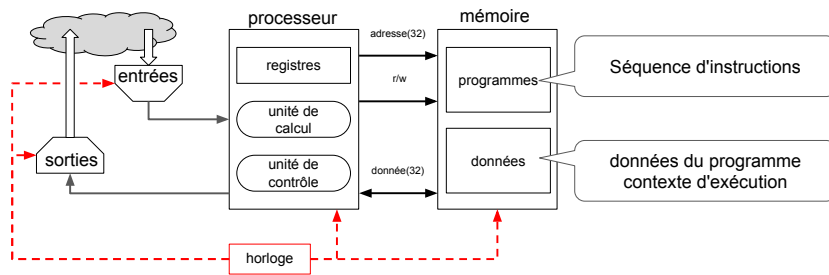 processeur
mémoire
entrées
registres
adresse(32)
programmes
Séquence d'instructions
r/w
unité de
calcul
sorties
unité de
contrôle
donnée(32)
données
données du programme
contexte d'exécution
horloge